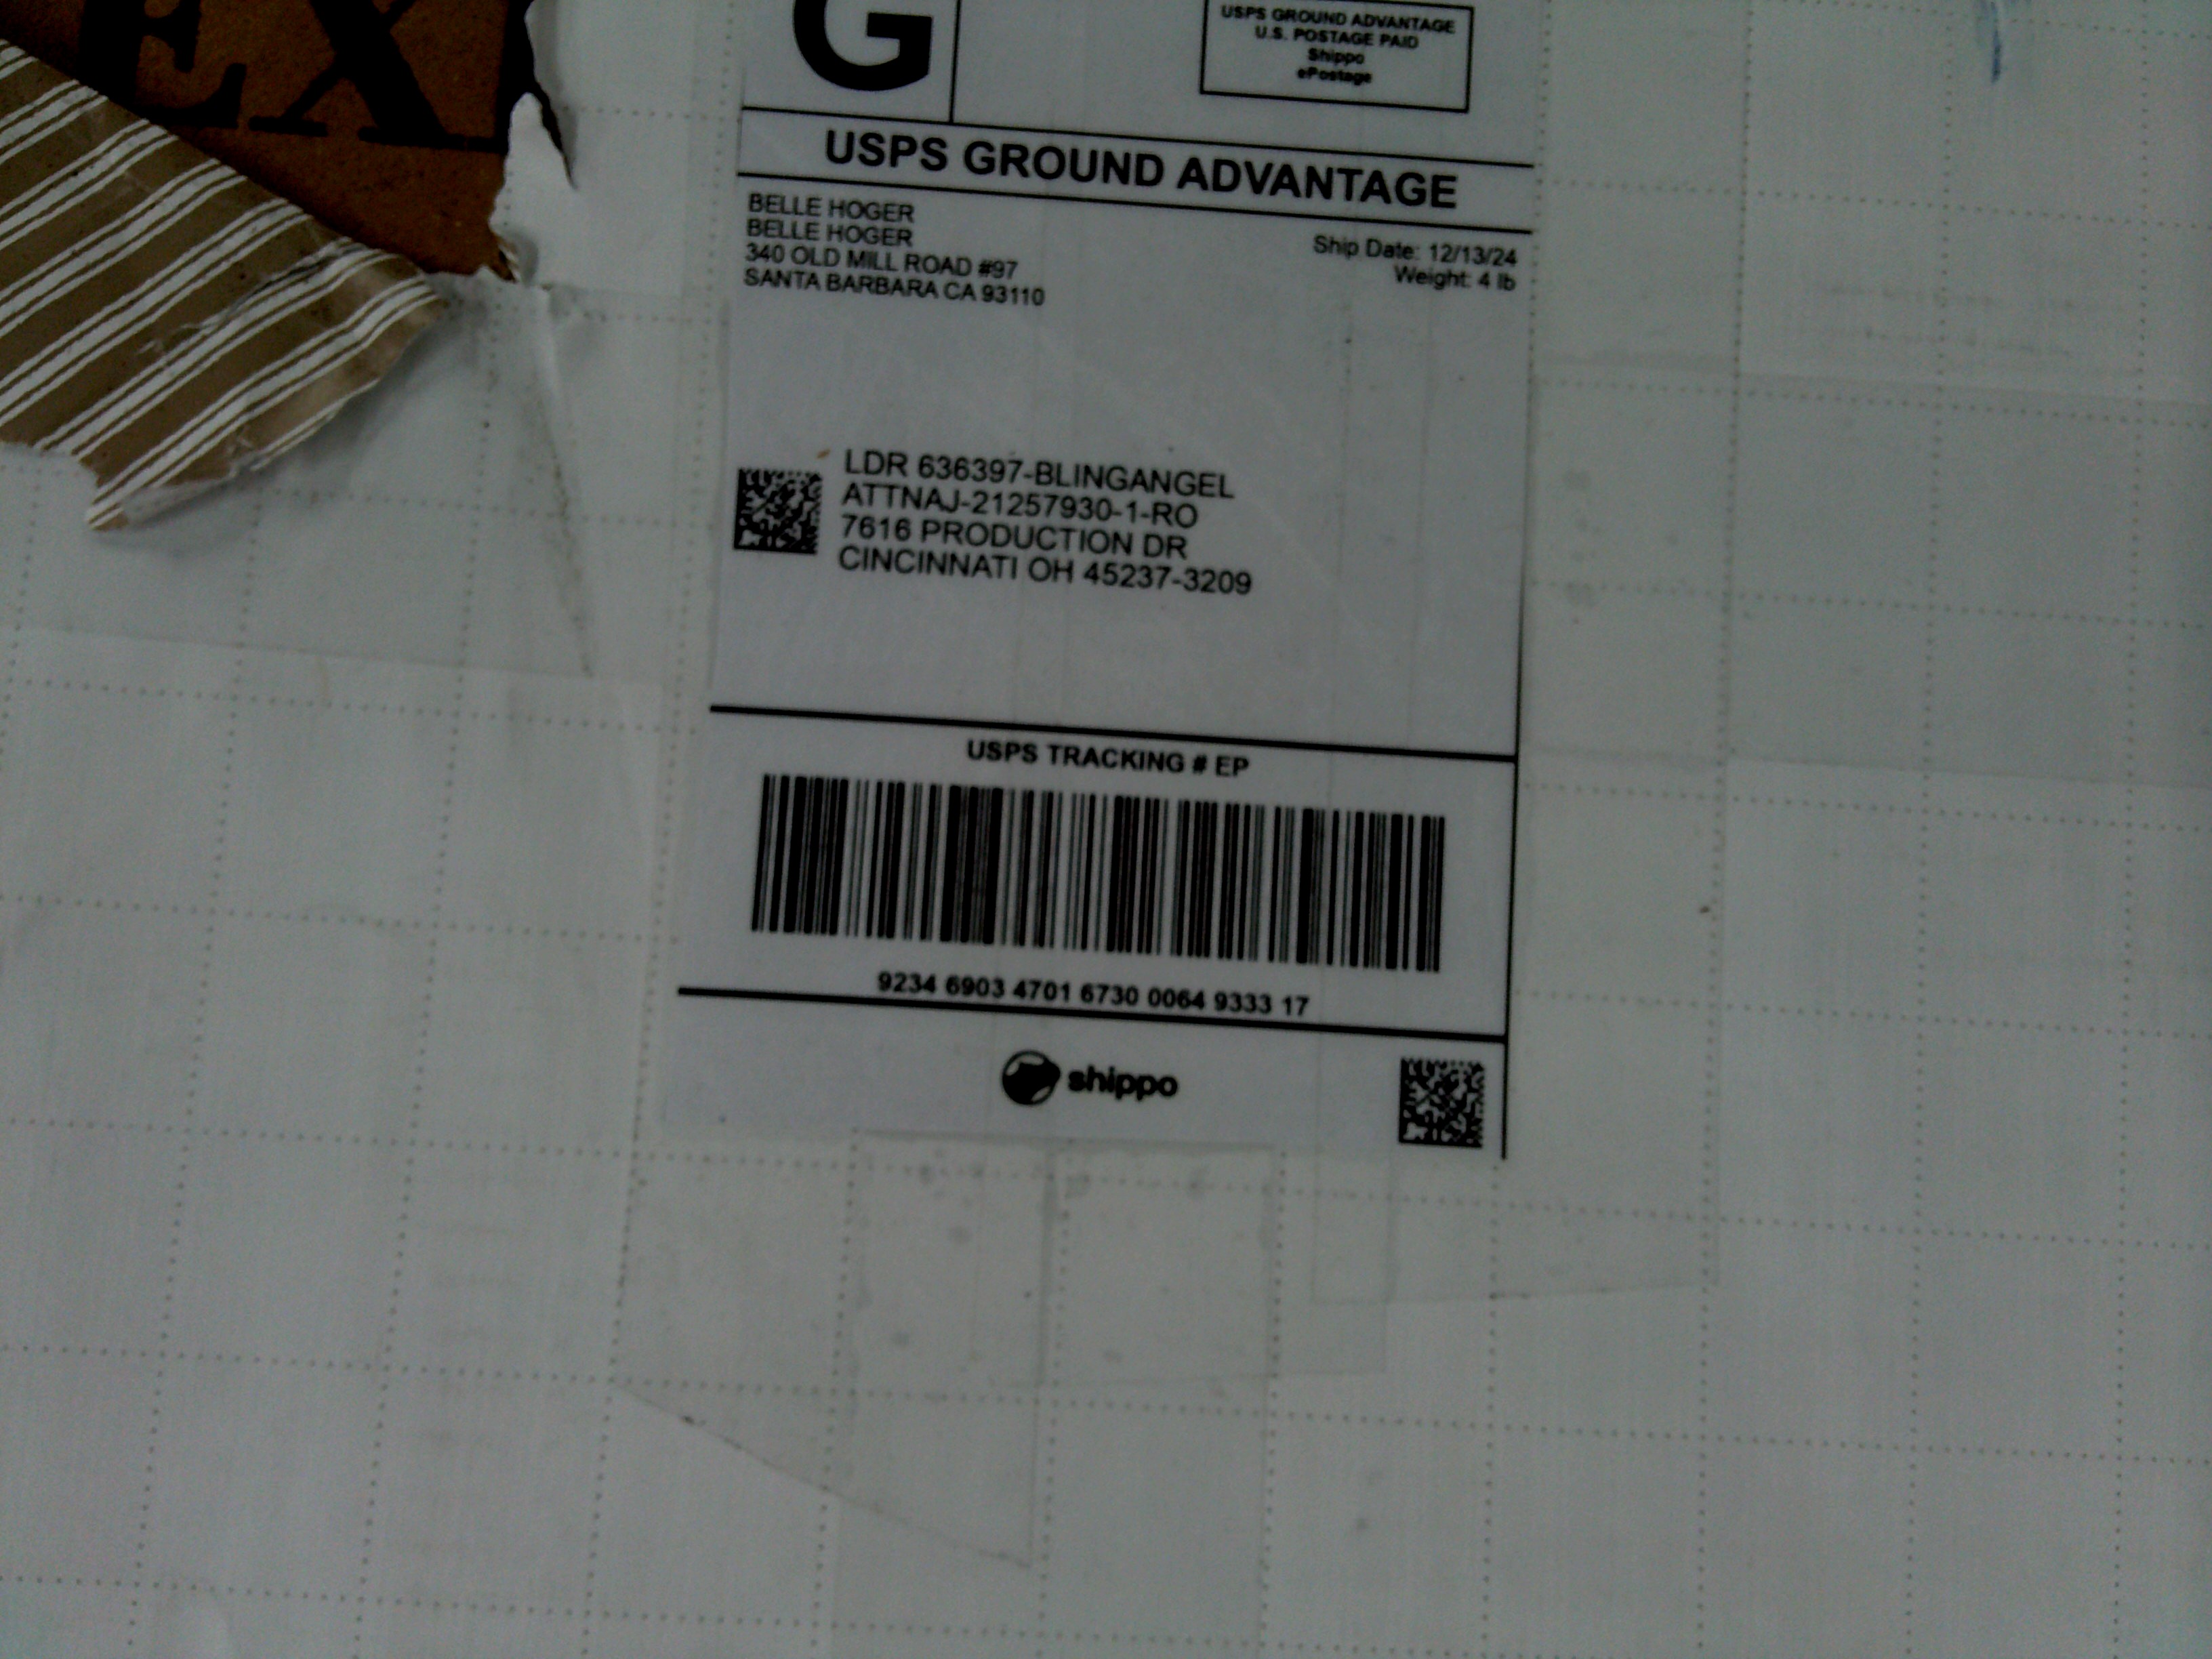 EX
G
USPS GROUND ADVANTAGE
U.S. POSTAGE PAID
Shippo
ePostage
USPS GROUND ADVANTAGE
BELLE HOGER
BELLE HOGER
340 OLD MILL ROAD #97
SANTA BARBARA CA 93110
Ship Date: 12/13/24
Weight: 4 lb
LDR 636397-BLINGANGEL
ATTNAJ-21257930-1-RO
7616 PRODUCTION DR
CINCINNATI OH 45237-3209
USPS TRACKING # EP
9234 6903 4701 6730 0064 9333 17
shippo